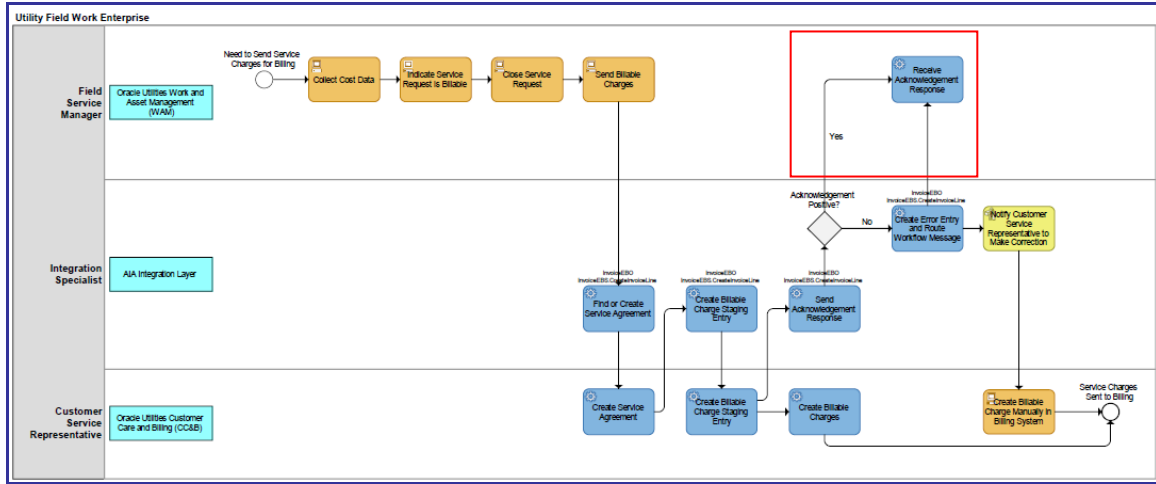 Utility Field Work Enterprise
Field
Service
Manager
Oracle Utilities Work and
Asset Management
(WAM)
Need to Send Service
Charges for Billing
Collect Cost Data
Indicate Service
Request Is Billable
Close Service
Request
Send Billable
Charges
Receive
Acknowledgement
Response
Yes
Integration
Specialist
AIA Integration Layer
InvoiceEBO
InvoiceEBS.CreateInvoiceLine
Find or Create
Service Agreement
InvoiceEBO
InvoiceEBS.CreateInvoiceLine
Create Billable
Charge Staging
Entry
InvoiceEBO
InvoiceEBS.CreateInvoiceLine
Send
Acknowledgement
Response
Acknowledgement
Positive?
No
InvoiceEBO
InvoiceEBS.CreateInvoiceLine
Create Error Entry
and Route
Workflow Message
Notify Customer
Service
Representative to
Make Correction
Customer
Service
Representative
Oracle Utilities Customer
Care and Billing (CC&B)
Create Service
Agreement
Create Billable
Charge Staging
Entry
Create Billable
Charges
Create Billable
Charge Manually in
Billing System
Service Charges
Sent to Billing